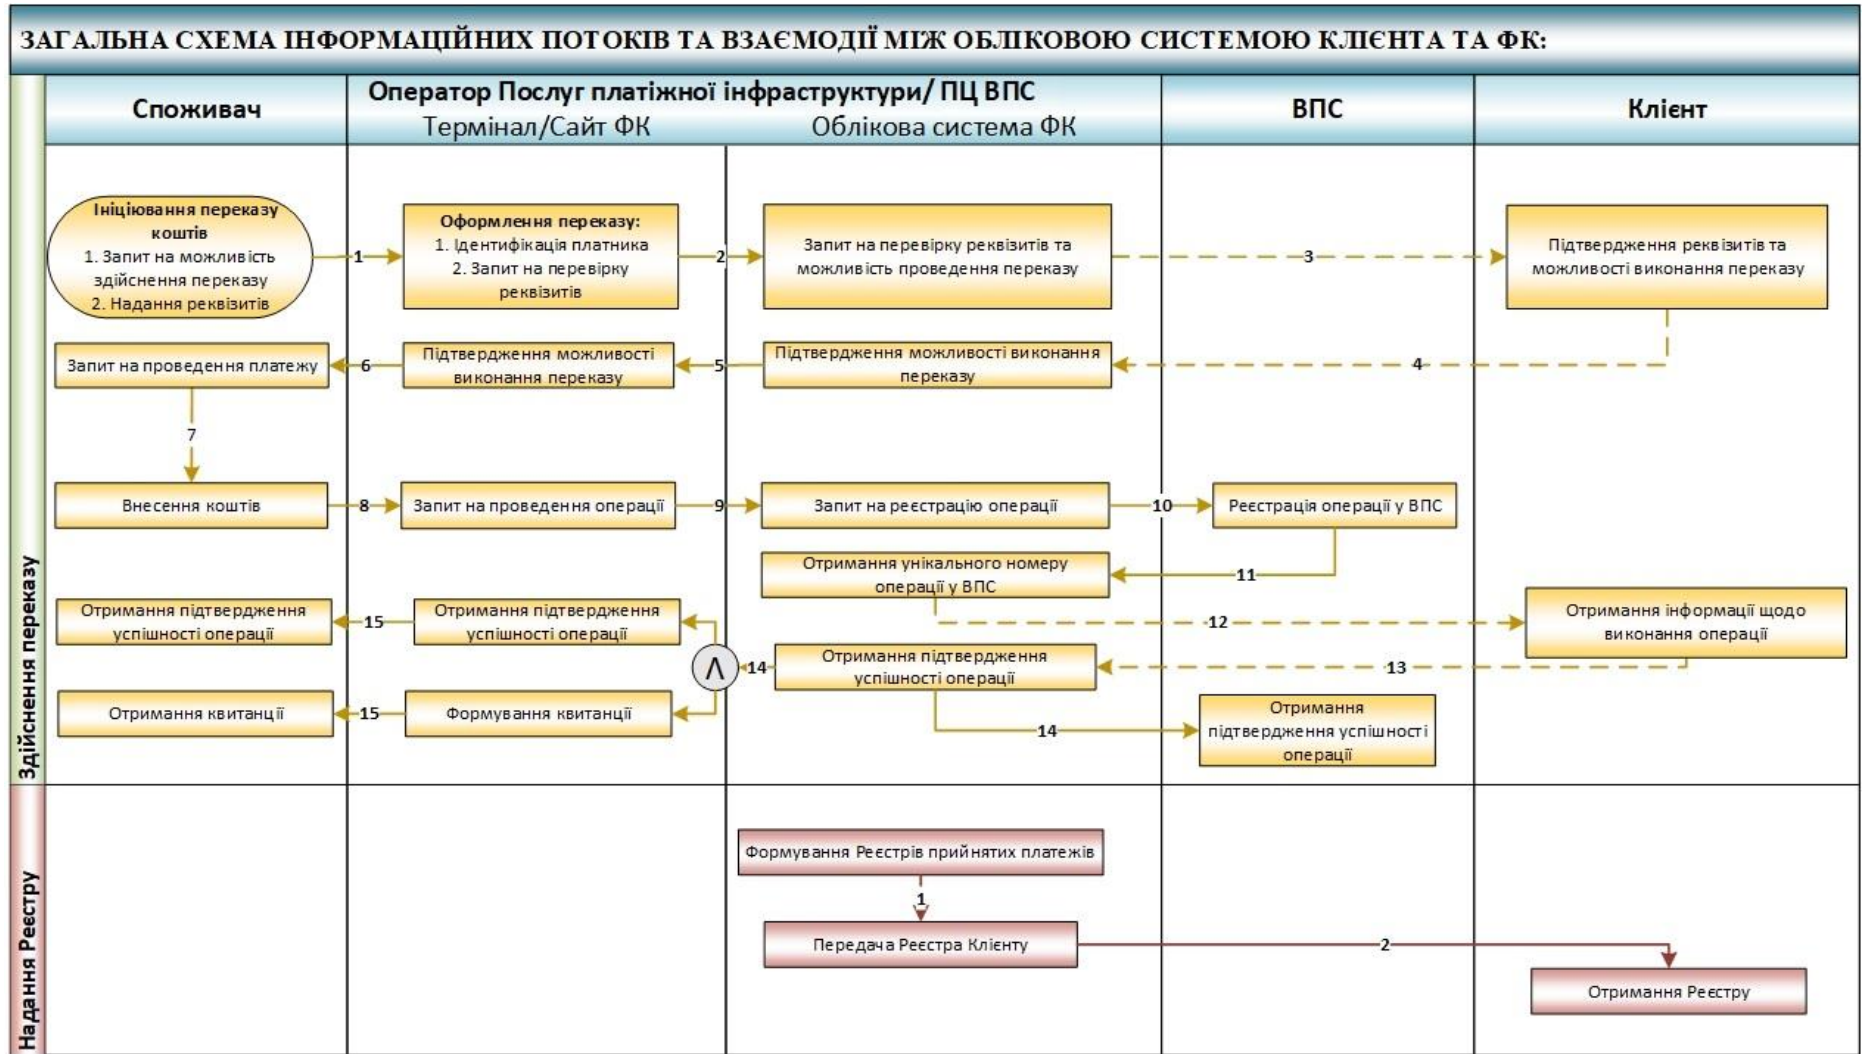 ЗАГАЛЬНА СХЕМА ІНФОРМАЦІЙНИХ ПОТОКІВ ТА ВЗАЄМОДІЇ МІЖ ОБЛІКОВОЮ СИСТЕМОЮ КЛІЄНТА ТА ФК:
Споживач
Оператор Послуг платіжної інфраструктури/ ПЦ ВПС
Термінал/Сайт ФК
Облікова система ФК
ВПС
Клієнт
Здійснення переказу
Ініціювання переказу
коштів
1. Запит на можливість
здійснення переказу
2. Надання реквізитів
1
Оформлення переказу:
1. Ідентифікація платника
2. Запит на перевірку
реквізитів
2
Запит на перевірку реквізитів та
можливість проведення переказу
3
Підтвердження реквізитів та
можливості виконання переказу
Запит на проведення платежу
6
Підтвердження можливості
виконання переказу
5
Підтвердження можливості виконання
переказу
4
7
Внесення коштів
8
Запит на проведення операції
9
Запит на реєстрацію операції
10
Реєстрація операції у ВПС
Отримання унікального номеру
операції у ВПС
11
Отримання підтвердження
успішності операції
15
Отримання підтвердження
успішності операції
12
Отримання інформації щодо
виконання операції
Λ
14
Отримання підтвердження
успішності операції
13
Отримання квитанції
15
Формування квитанції
14
Отримання
підтвердження успішності
операції
Надання Реєстру
Формування Реєстрів прийнятих платежів
1
Передача Реєстра Клієнту
2
Отримання Реєстру